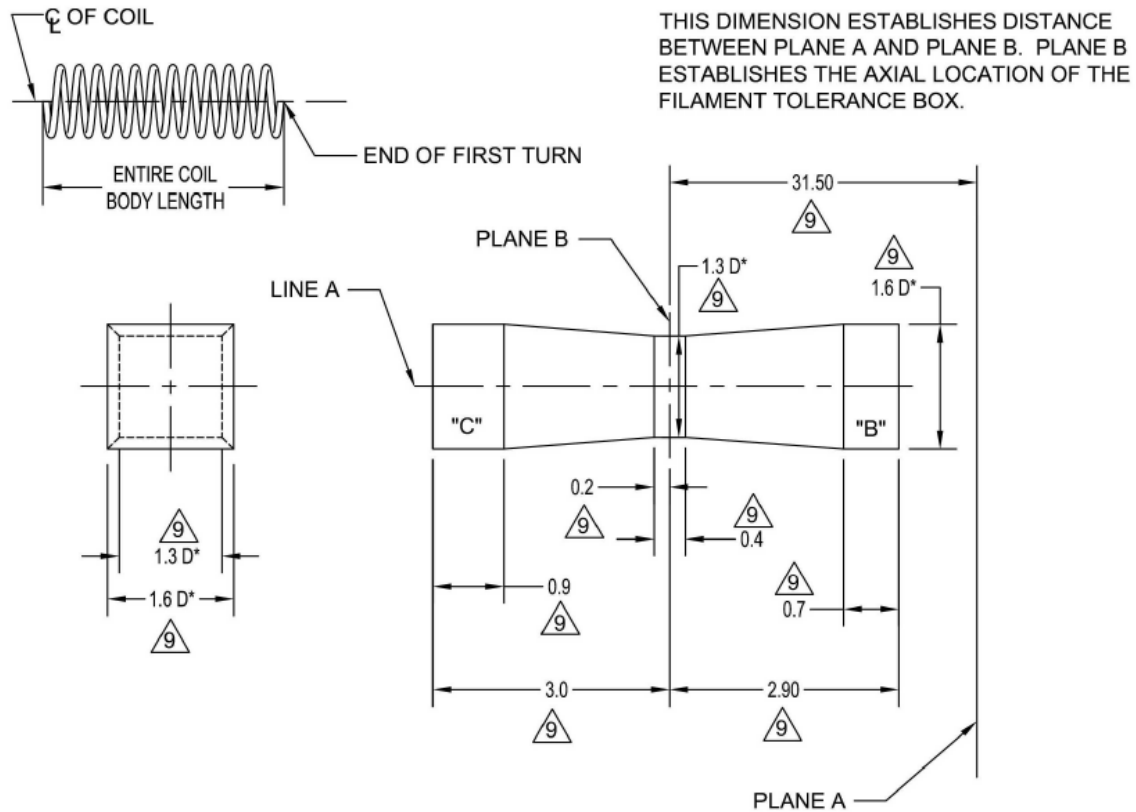 ℄ OF COIL
THIS DIMENSION ESTABLISHES DISTANCE
BETWEEN PLANE A AND PLANE B.  PLANE B
ESTABLISHES THE AXIAL LOCATION OF THE
FILAMENT TOLERANCE BOX.
END OF FIRST TURN
ENTIRE COIL
BODY LENGTH
31.50
9
PLANE B
1.3 D*
9
9
1.6 D*
LINE A
"C"
"B"
0.2
9
9
0.4
9
1.3 D*
1.6 D*
9
0.9
9
9
0.7
3.0
9
2.90
9
PLANE A